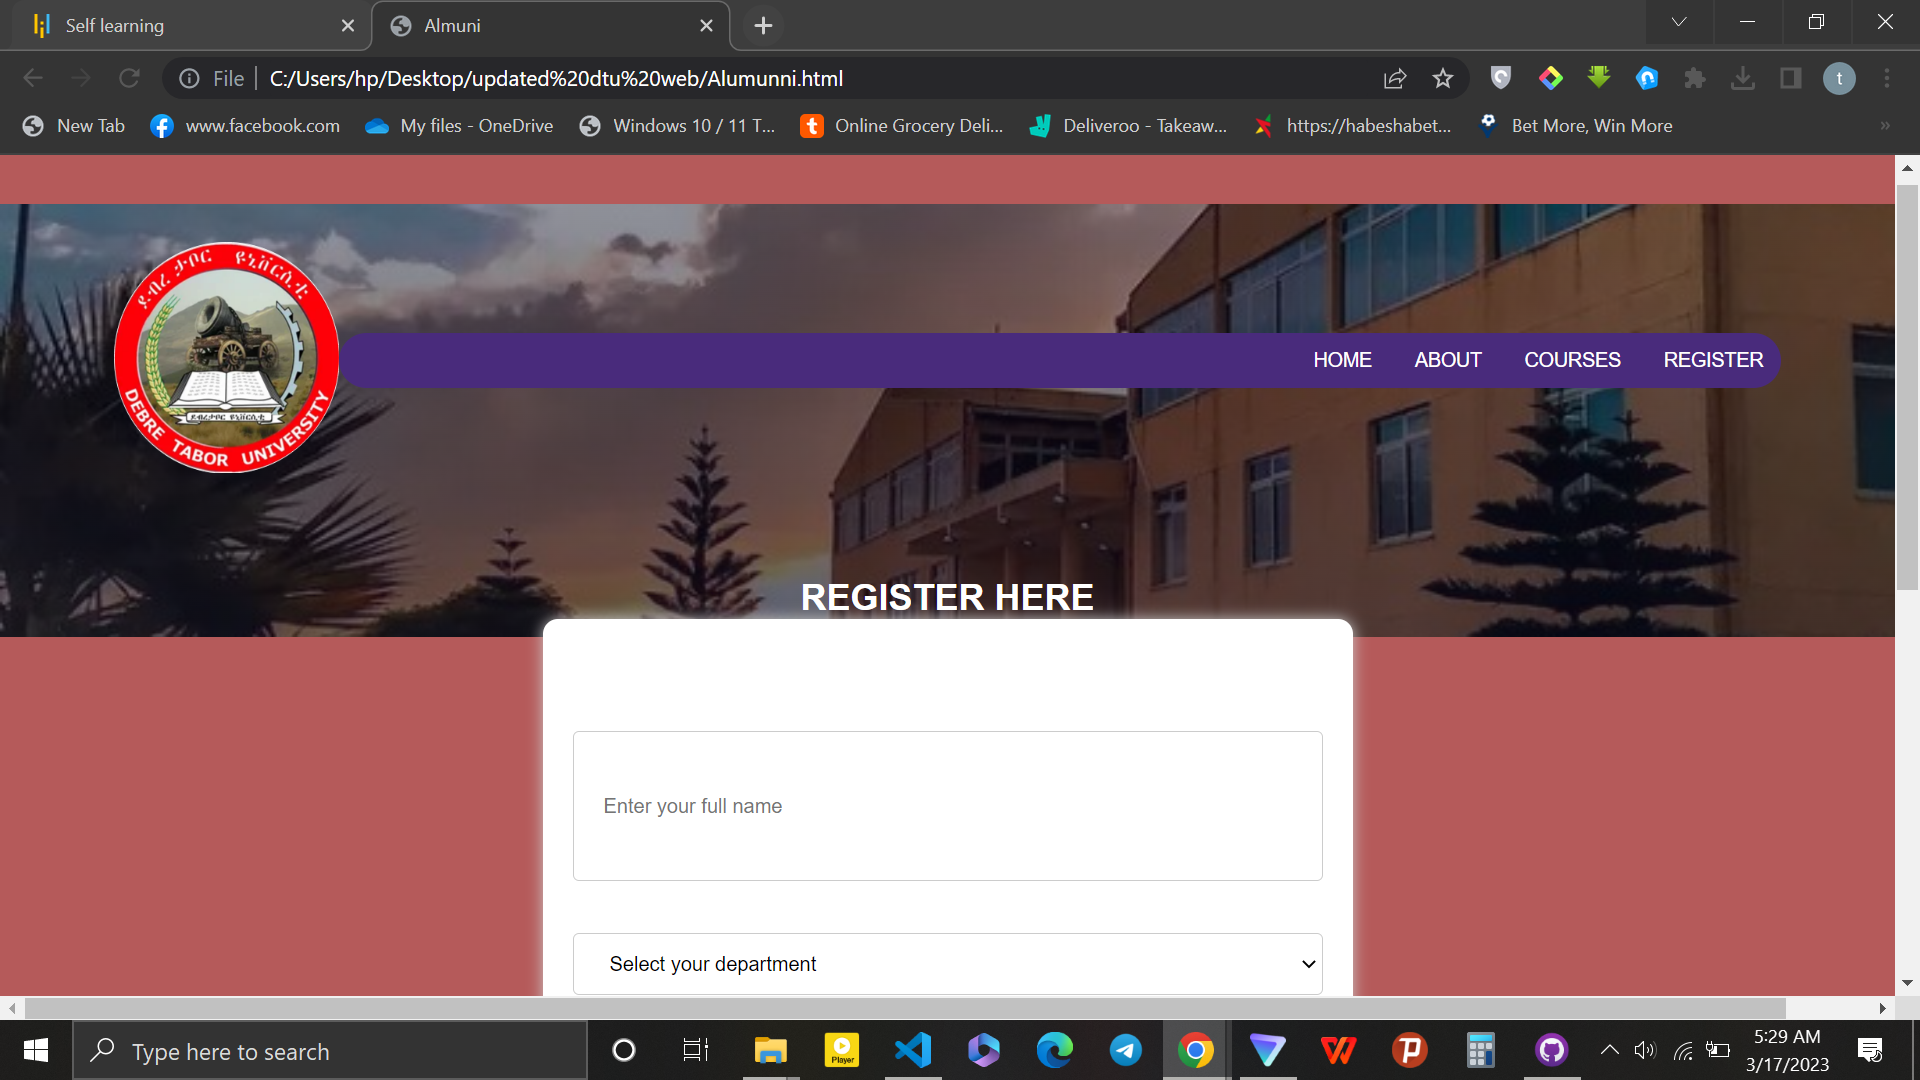 Self learning
Almuni
File
C:/Users/hp/Desktop/updated%20dtu%20web/Alumunni.html
t
New Tab
www.facebook.com
My files - OneDrive
Windows 10 / 11 T...
Online Grocery Deli...
Deliveroo - Takeaw...
https://habeshabet...
Bet More, Win More
»
ደብረ ታቦር ዩኒቨርሲቲ
DEBRE TABOR UNIVERSITY
HOME
ABOUT
COURSES
REGISTER
REGISTER HERE
Enter your full name
Select your department
Type here to search
Player
5:29 AM
3/17/2023